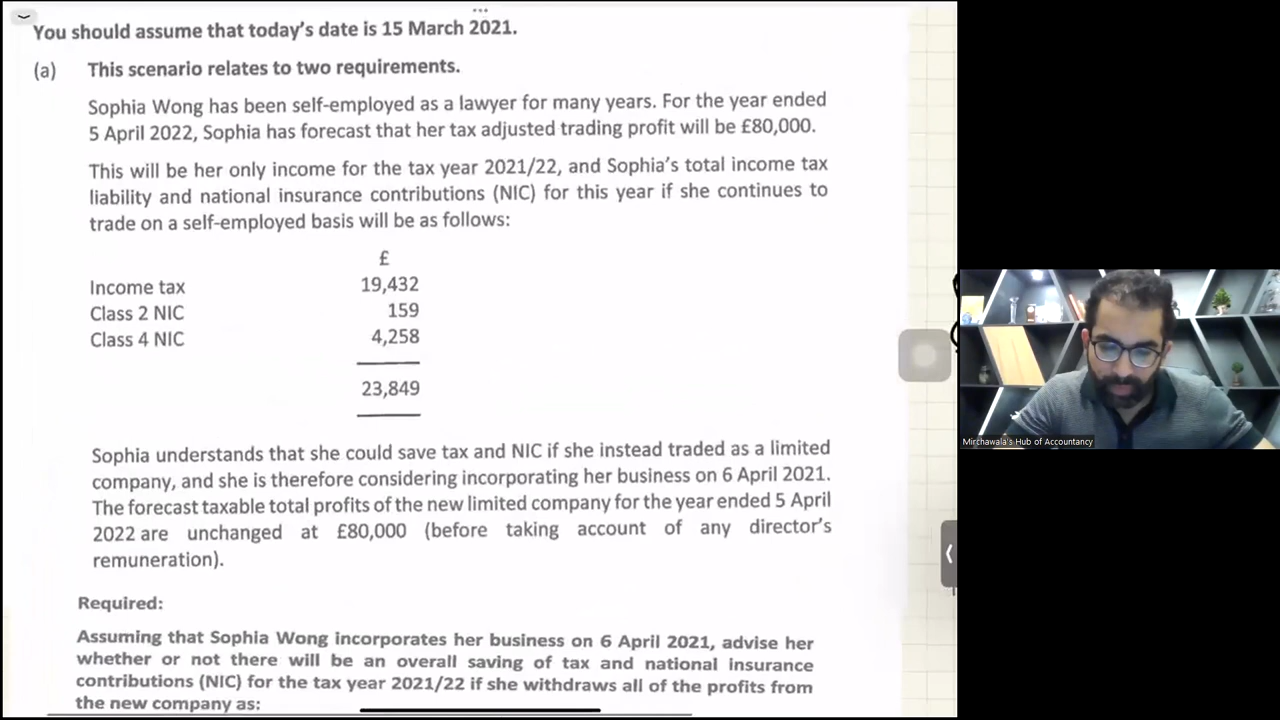 You should assume that today's date is 15 March 2021.
(a) This scenario relates to two requirements.
Sophia Wong has been self-employed as a lawyer for many years. For the year ended
5 April 2022, Sophia has forecast that her tax adjusted trading profit will be £80,000.
This will be her only income for the tax year 2021/22, and Sophia's total income tax
liability and national insurance contributions (NIC) for this year if she continues to
trade on a self-employed basis will be as follows:
£
Income tax 19,432
Class 2 NIC 159
Class 4 NIC 4,258
23,849
Sophia understands that she could save tax and NIC if she instead traded as a limited
company, and she is therefore considering incorporating her business on 6 April 2021.
The forecast taxable total profits of the new limited company for the year ended 5 April
2022 are unchanged at £80,000 (before taking account of any director's
remuneration).
Required:
Assuming that Sophia Wong incorporates her business on 6 April 2021, advise her
whether or not there will be an overall saving of tax and national insurance
contributions (NIC) for the tax year 2021/22 if she withdraws all of the profits from
the new company as:
Mirchawala's Hub of Accountancy